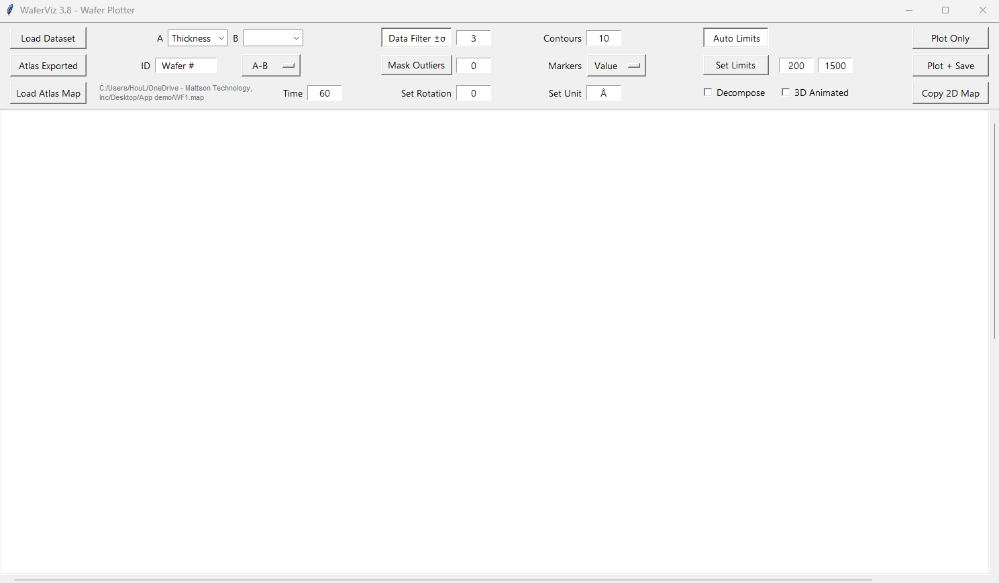 WaferViz 3.8 - Wafer Plotter
Load Dataset A Thickness B Data Filter ±σ 3 Contours 10 Auto Limits Plot Only
Atlas Exported ID Wafer # A-B Mask Outliers 0 Markers Value Set Limits 200 1500 Plot + Save
Load Atlas Map C:/Users/HouL/OneDrive - Mattson Technology, Time 60 Set Rotation 0 Set Unit Å Decompose 3D Animated Copy 2D Map
Inc/Desktop/App demo/WF1.map